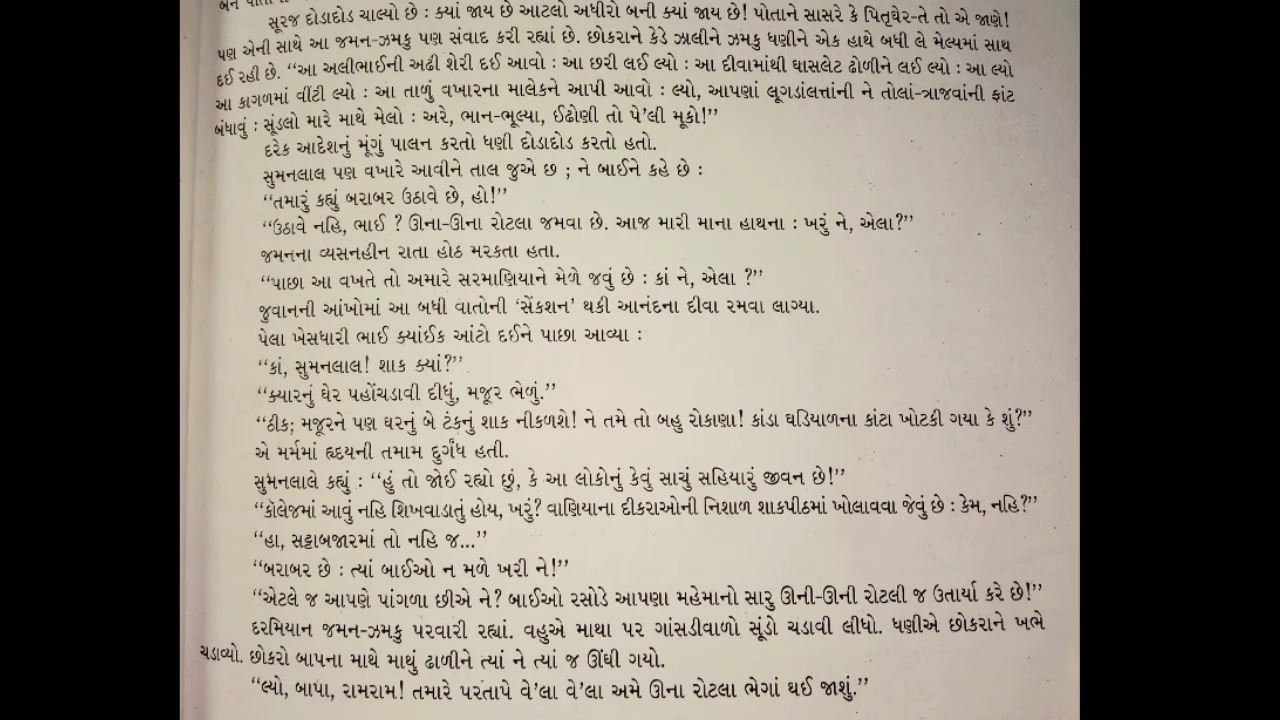 સૂરજ દોડાદોડ ચાલ્યો છે : ક્યાં જાય છે આટલો અધીરો બની ક્યાં જાય છે! પોતાને સાસરે કે પિતૃઘેર-તે તો એ જાણે!
પણ એની સાથે આ જમન-ઝમકુ પણ સંવાદ કરી રહ્યાં છે. છોકરાને કેડે ઝાલીને ઝમકુ ધણીને એક હાથે બધી લે મેલ્યમાં સાથ
દઈ રહી છે. “આ અલીભાઈની અઢી શેરી દઈ આવો : આ છરી લઈ લ્યો : આ દીવામાંથી ઘાસલેટ ઢોળીને લઈ લ્યો : આ લ્યો
આ કાગળમાં વીંટી લ્યો : આ તાળું વખારના માલેકને આપી આવો : લ્યો, આપણાં લૂગડાંલત્તાંની ને તોલાં-ત્રાજવાંની ફાંટ
બંધાવું : સૂંડલો મારે માથે મેલો : અરે, ભાન-ભૂલ્યા, ઈંઢોણી તો પે'લી મૂકો!”
દરેક આદેશનું મૂંગું પાલન કરતો ધણી દોડાદોડ કરતો હતો.
સુમનલાલ પણ વખારે આવીને તાલ જુએ છ ; ને બાઈને કહે છે :
“તમારું કહ્યું બરાબર ઉઠાવે છે, હો!”
“ઉઠાવે નહિ, ભાઈ ? ઊના-ઊના રોટલા જમવા છે. આજ મારી માના હાથના : ખરું ને, એલા?”
જમનના વ્યસનહીન રાતા હોઠ મરકતા હતા.
“પાછા આ વખતે તો અમારે સરમાણિયાને મેળે જવું છે : કાં ને, એલા ?”
જુવાનની આંખોમાં આ બધી વાતોની ‘સેંકશન’ થકી આનંદના દીવા રમવા લાગ્યા.
પેલા ખેસધારી ભાઈ ક્યાંઈક આંટો દઈને પાછા આવ્યા :
“કાં, સુમનલાલ! શાક ક્યાં?”
“ક્યારનું ઘેર પહોંચડાવી દીધું, મજૂર ભેળું.”
“ઠીક; મજૂરને પણ ઘરનું બે ટંકનું શાક નીકળશે! ને તમે તો બહુ રોકાણા! કાંડા ઘડિયાળના કાંટા ખોટકી ગયા કે શું?”
એ મર્મમાં હૃદયની તમામ દુર્ગંધ હતી.
સુમનલાલે કહ્યું : “હું તો જોઈ રહ્યો છું, કે આ લોકોનું કેવું સાચું સહિયારું જીવન છે!”
“કૉલેજમાં આવું નહિ શિખવાડાતું હોય, ખરું? વાણિયાના દીકરાઓની નિશાળ શાકપીઠમાં ખોલાવવા જેવું છે : કેમ, નહિ?”
“હા, સટ્ટાબજારમાં તો નહિ જ...”
“બરાબર છે : ત્યાં બાઈઓ ન મળે ખરી ને!”
“એટલે જ આપણે પાંગળા છીએ ને? બાઈઓ રસોડે આપણા મહેમાનો સારુ ઊની-ઊની રોટલી જ ઉતાર્યા કરે છે!”
દરમિયાન જમન-ઝમકુ પરવારી રહ્યાં. વહુએ માથા પર ગાંસડીવાળો સૂંડો ચડાવી લીધો. ધણીએ છોકરાને ખભે
ચડાવ્યો. છોકરો બાપના માથે માથું ઢાળીને ત્યાં ને ત્યાં જ ઊંઘી ગયો.
“લ્યો, બાપા, રામરામ! તમારે પરતાપે વે'લા વે'લા અમે ઊના રોટલા ભેગાં થઈ જાશું.”